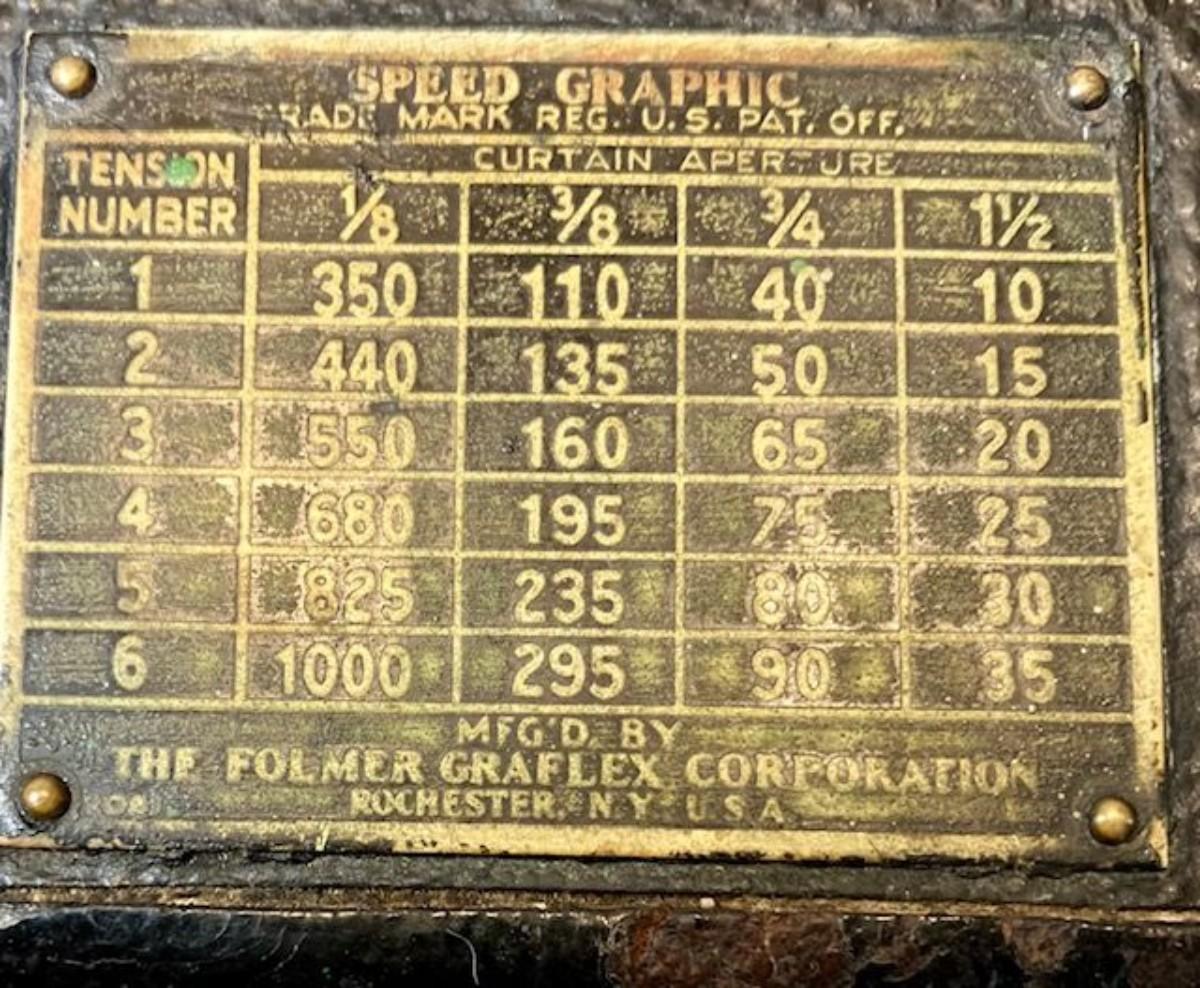 SPEED GRAPHIC
TRADE MARK REG. U.S. PAT. OFF.
TENSION NUMBER CURTAIN APERTURE
1/8 3/8 3/4 1 1/2
1 350 110 40 10
2 440 135 50 15
3 550 160 65 20
4 680 195 75 25
5 825 235 80 30
6 1000 295 90 35
MFG'D. BY
THE FOLMER GRAFLEX CORPORATION
ROCHESTER. N.Y. U.S.A.